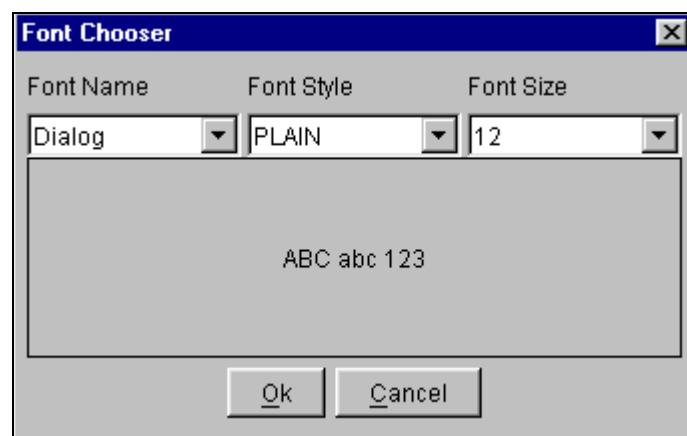 Font Chooser
Font Name Font Style Font Size
Dialog PLAIN 12
ABC abc 123
Ok Cancel